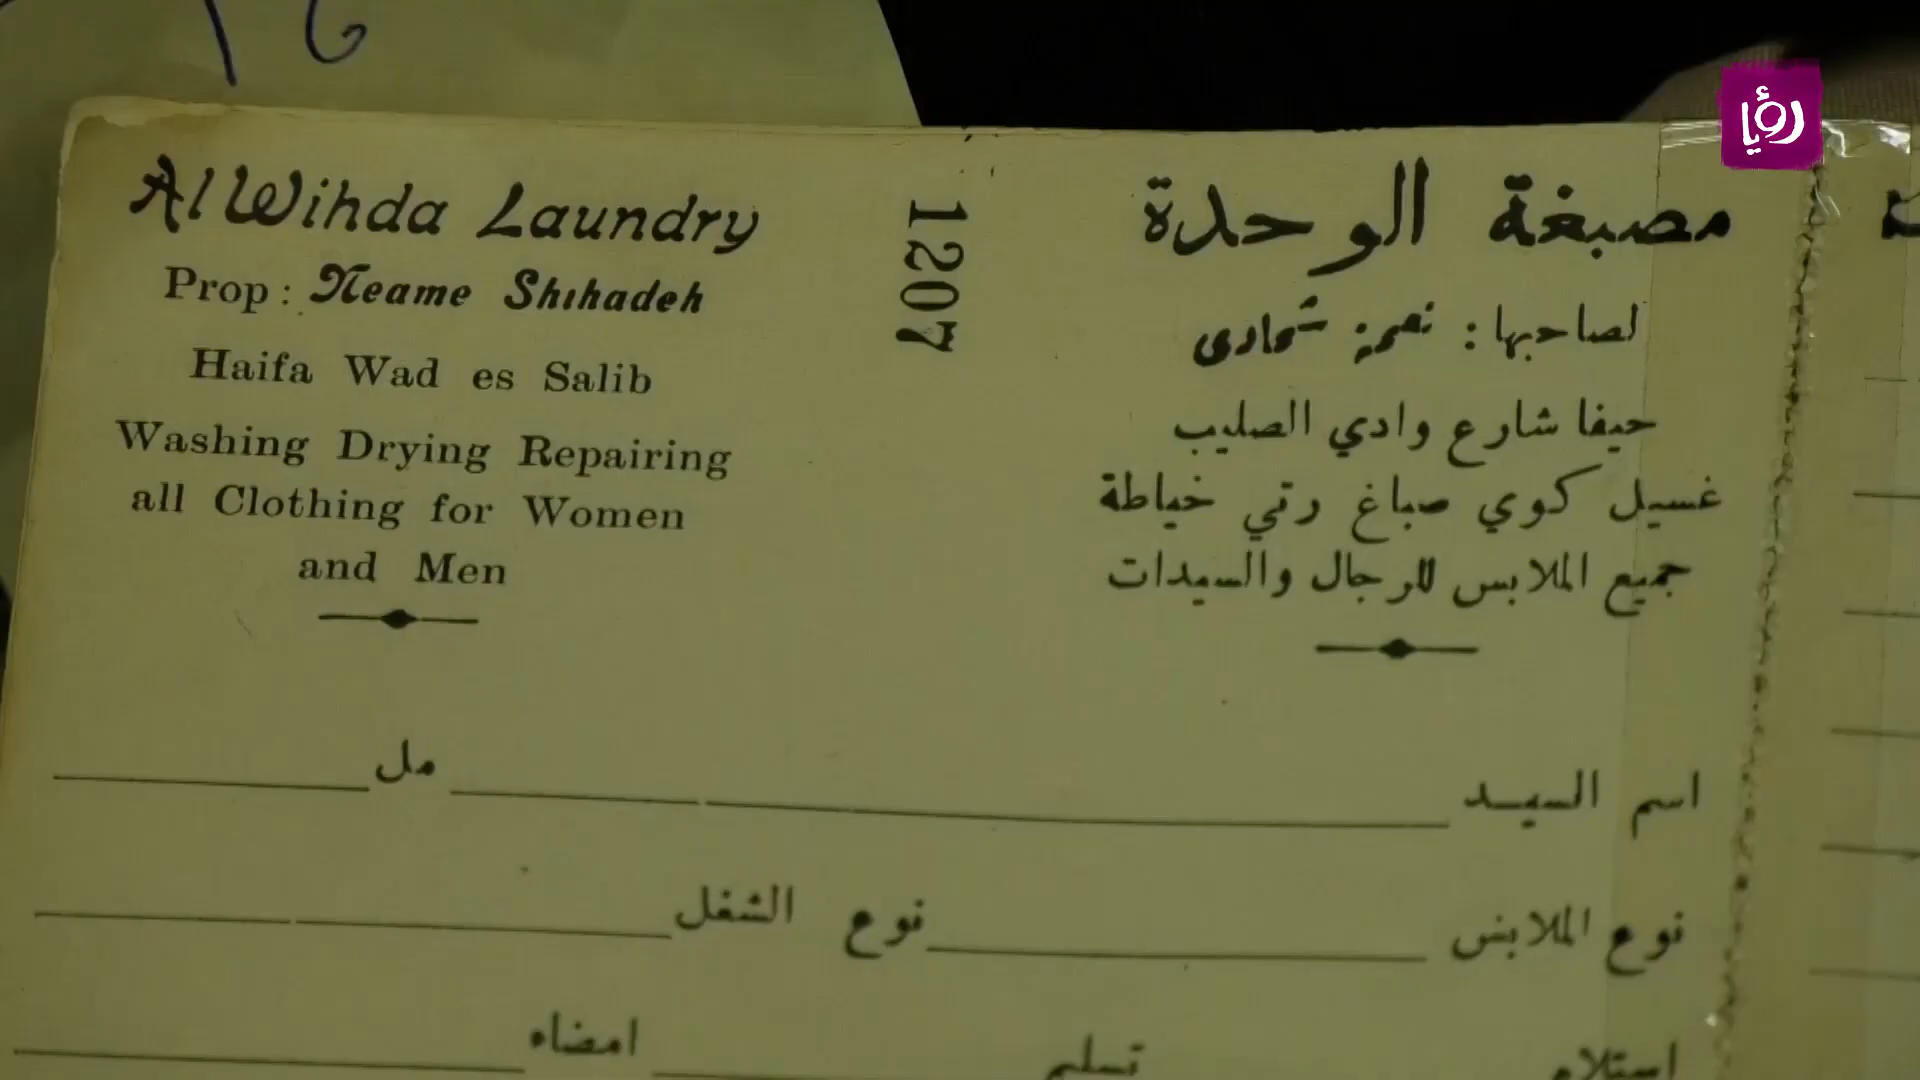 رؤيا
Al Wihda Laundry
Prop: Neame Shihadeh
Haifa Wad es Salib
Washing Drying Repairing
all Clothing for Women
and Men
1207
مصبغة الوحدة
لصاحبها: نعمة شحادة
حيفا شارع وادي الصليب
غسيل كوي صباغ رتي خياطة
جميع الملابس للرجال والسيدات
اسم السيد مل
نوع الملابس نوع الشغل
استلام تسليم امضاء